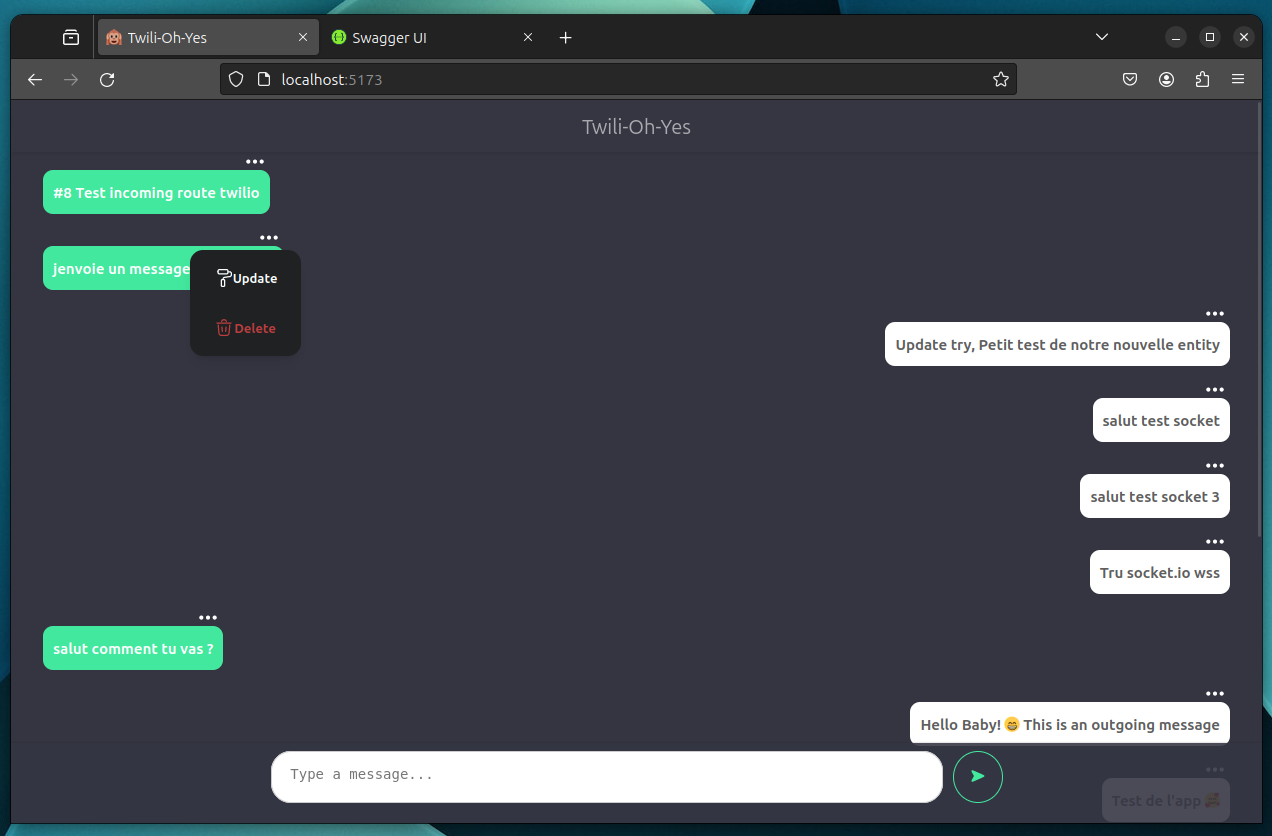 Twili-Oh-Yes
Swagger UI
localhost:5173
Twili-Oh-Yes
#8 Test incoming route twilio
jenvoie un message
Update
Delete
Update try, Petit test de notre nouvelle entity
salut test socket
salut test socket 3
Tru socket.io wss
salut comment tu vas ?
Hello Baby! 😁 This is an outgoing message
Type a message...
Test de l'app 🥰